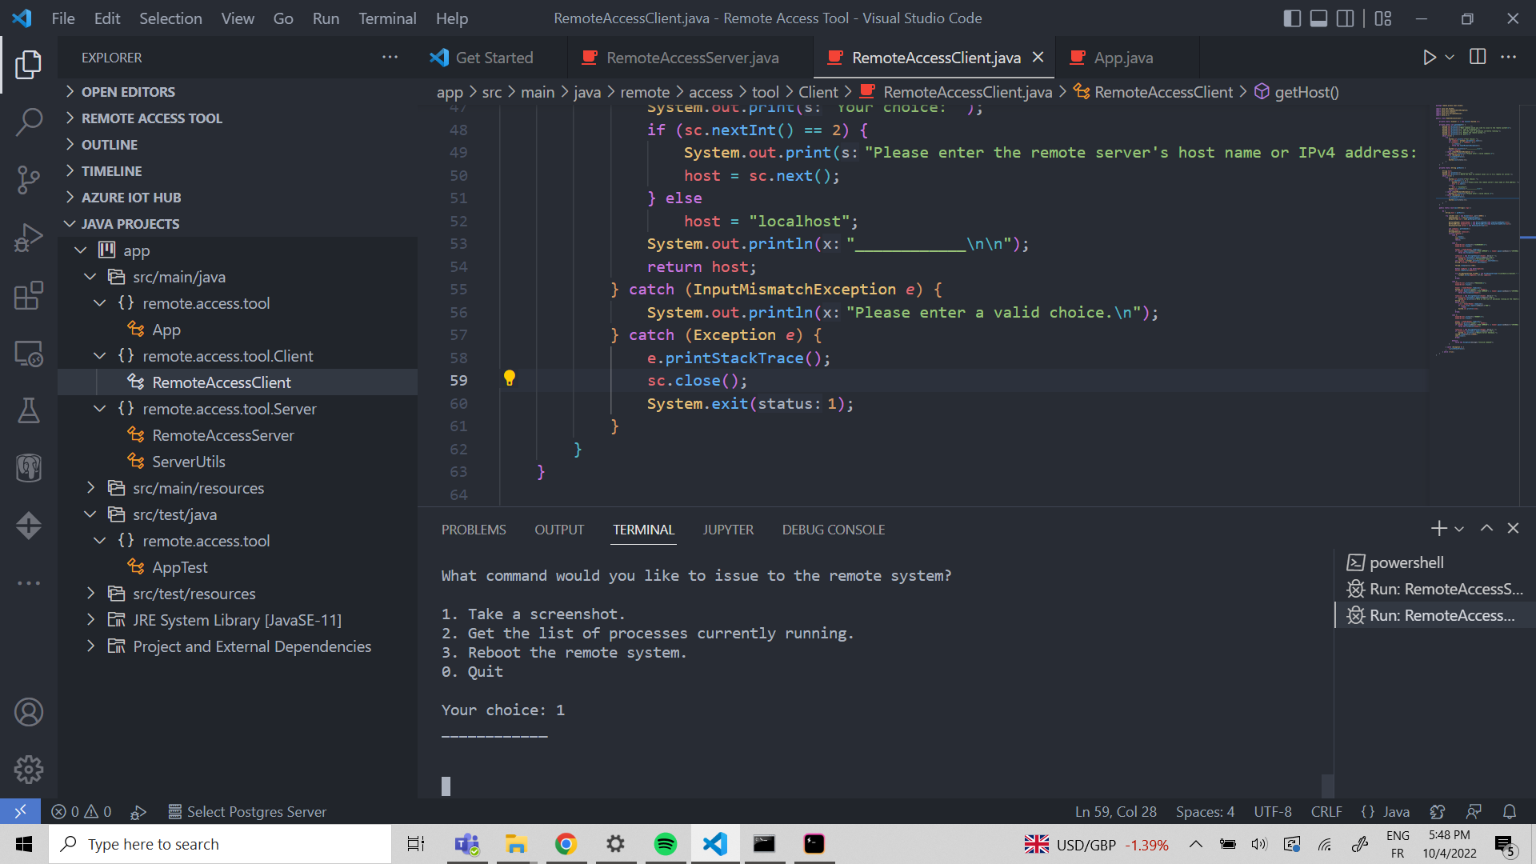 File Edit Selection View Go Run Terminal Help RemoteAccessClient.java - Remote Access Tool - Visual Studio Code
EXPLORER
OPEN EDITORS
REMOTE ACCESS TOOL
OUTLINE
TIMELINE
AZURE IOT HUB
JAVA PROJECTS
app
src/main/java
{} remote.access.tool
App
{} remote.access.tool.Client
RemoteAccessClient
{} remote.access.tool.Server
RemoteAccessServer
ServerUtils
src/main/resources
src/test/java
{} remote.access.tool
AppTest
src/test/resources
JRE System Library [JavaSE-11]
Project and External Dependencies
Get Started RemoteAccessServer.java RemoteAccessClient.java App.java
app > src > main > java > remote > access > tool > Client > RemoteAccessClient.java > RemoteAccessClient > getHost()
47 System.out.print(s: "Your choice: ");
48 if (sc.nextInt() == 2) {
49 System.out.print(s: "Please enter the remote server's host name or IPv4 address:
50 host = sc.next();
51 } else
52 host = "localhost";
53 System.out.println(x: "____________\n\n");
54 return host;
55 } catch (InputMismatchException e) {
56 System.out.println(x: "Please enter a valid choice.\n");
57 } catch (Exception e) {
58 e.printStackTrace();
59 sc.close();
60 System.exit(status: 1);
61 }
62 }
63 }
64
PROBLEMS OUTPUT TERMINAL JUPYTER DEBUG CONSOLE
What command would you like to issue to the remote system?
1. Take a screenshot.
2. Get the list of processes currently running.
3. Reboot the remote system.
0. Quit
Your choice: 1
____________
powershell
Run: RemoteAccessS...
Run: RemoteAccess...
0 0 Select Postgres Server Ln 59, Col 28 Spaces: 4 UTF-8 CRLF {} Java
Type here to search USD/GBP -1.39% ENG FR 5:48 PM 10/4/2022 5